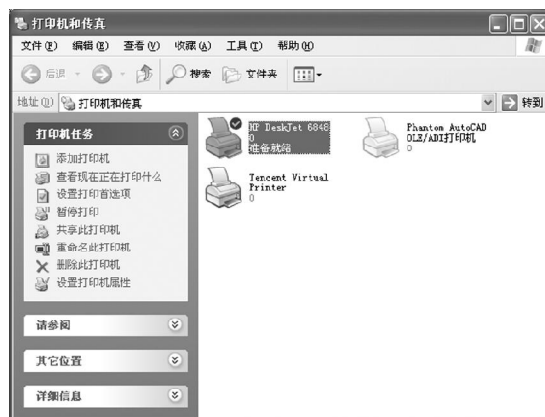 打印机和传真
文件(F) 编辑(E) 查看(V) 收藏(A) 工具(T) 帮助(H)
后退 搜索 文件夹
地址(D) 打印机和传真 转到
打印机任务
添加打印机
查看现在正在打印什么
设置打印首选项
暂停打印
共享此打印机
重命名此打印机
删除此打印机
设置打印机属性
请参阅
其它位置
详细信息
HP DeskJet 6848
0
准备就绪
Phantom AutoCAD
OLE/ADI打印机
0
Tencent Virtual
Printer
0